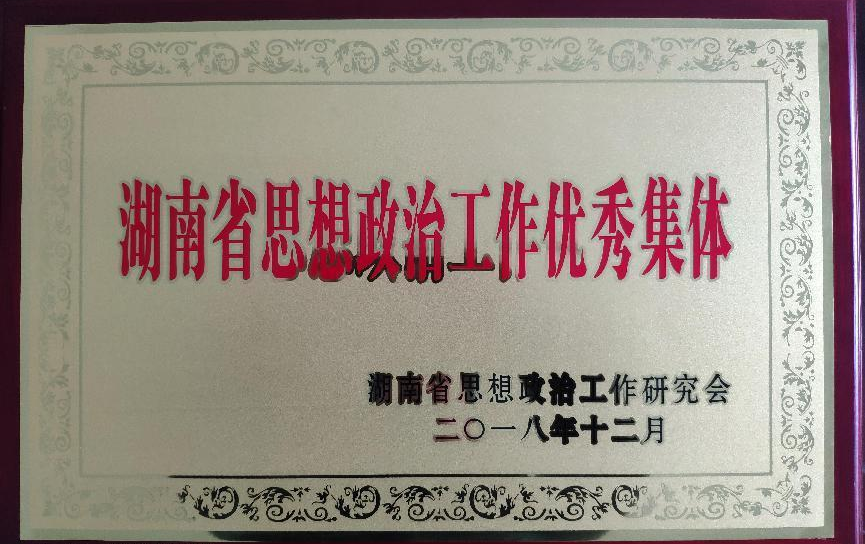 湖南省思想政治工作优秀集体
湖南省思想政治工作研究会
二〇一八年十二月